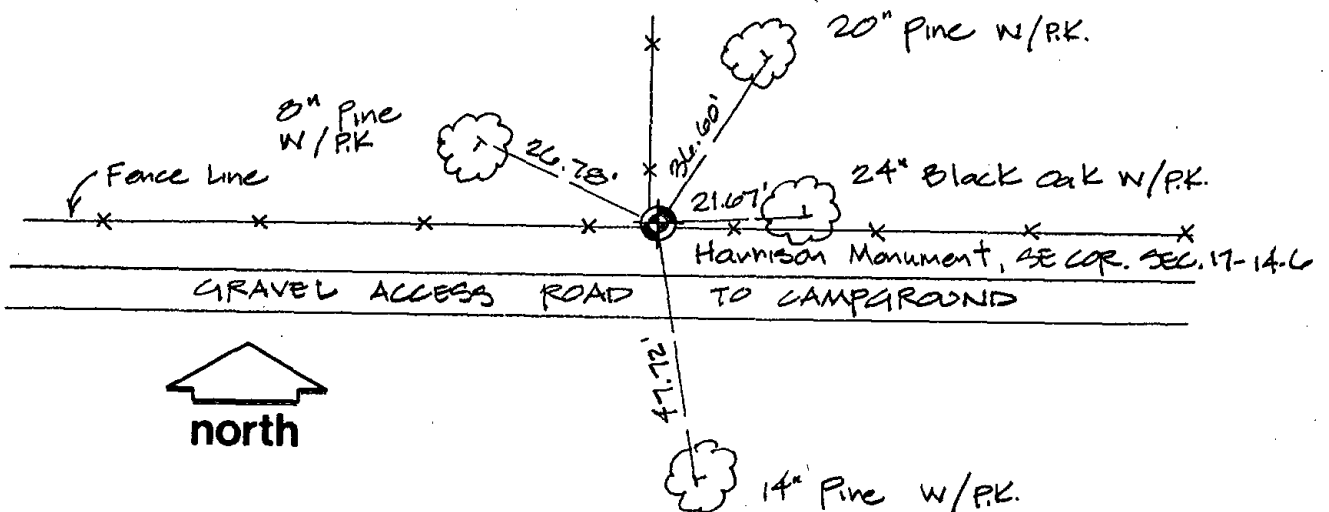 20" Pine W/P.K.
8" Pine
W/P.K
26.78'
36.60'
Fence Line
21.67'
24" Black Oak W/P.K.
Harrison Monument, SE COR. SEC. 17-14-6
GRAVEL ACCESS ROAD TO CAMPGROUND
47.72'
north
14" Pine W/P.K.